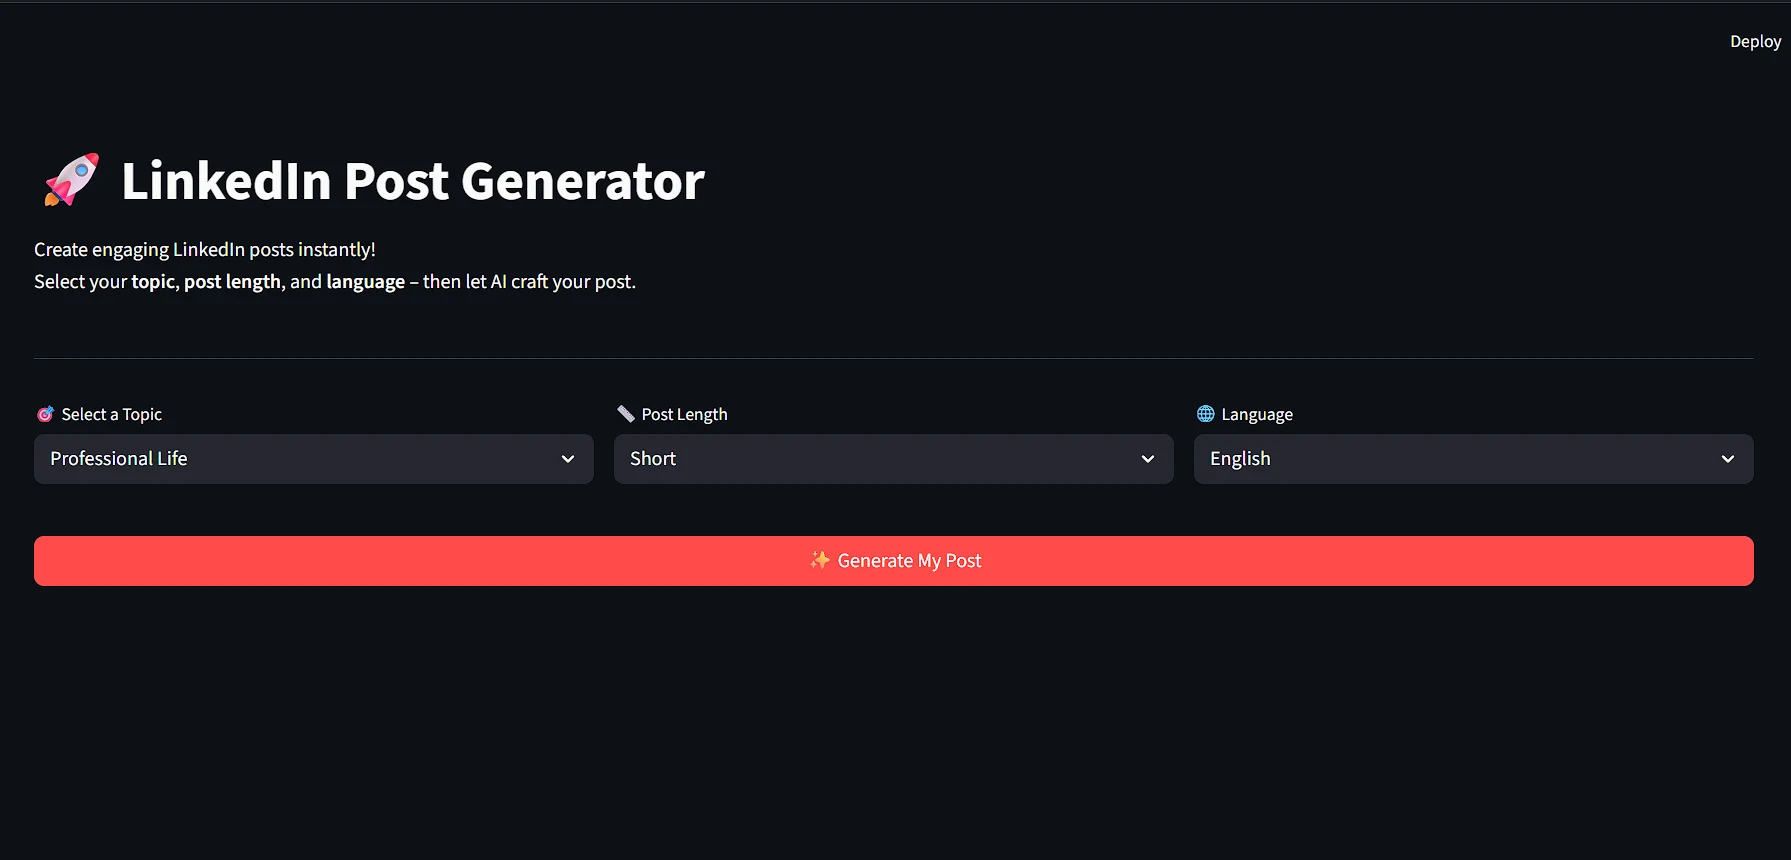 Deploy
🚀 LinkedIn Post Generator
Create engaging LinkedIn posts instantly!
Select your topic, post length, and language – then let AI craft your post.
🎯 Select a Topic
📏 Post Length
🌐 Language
Professional Life
Short
English
✨ Generate My Post